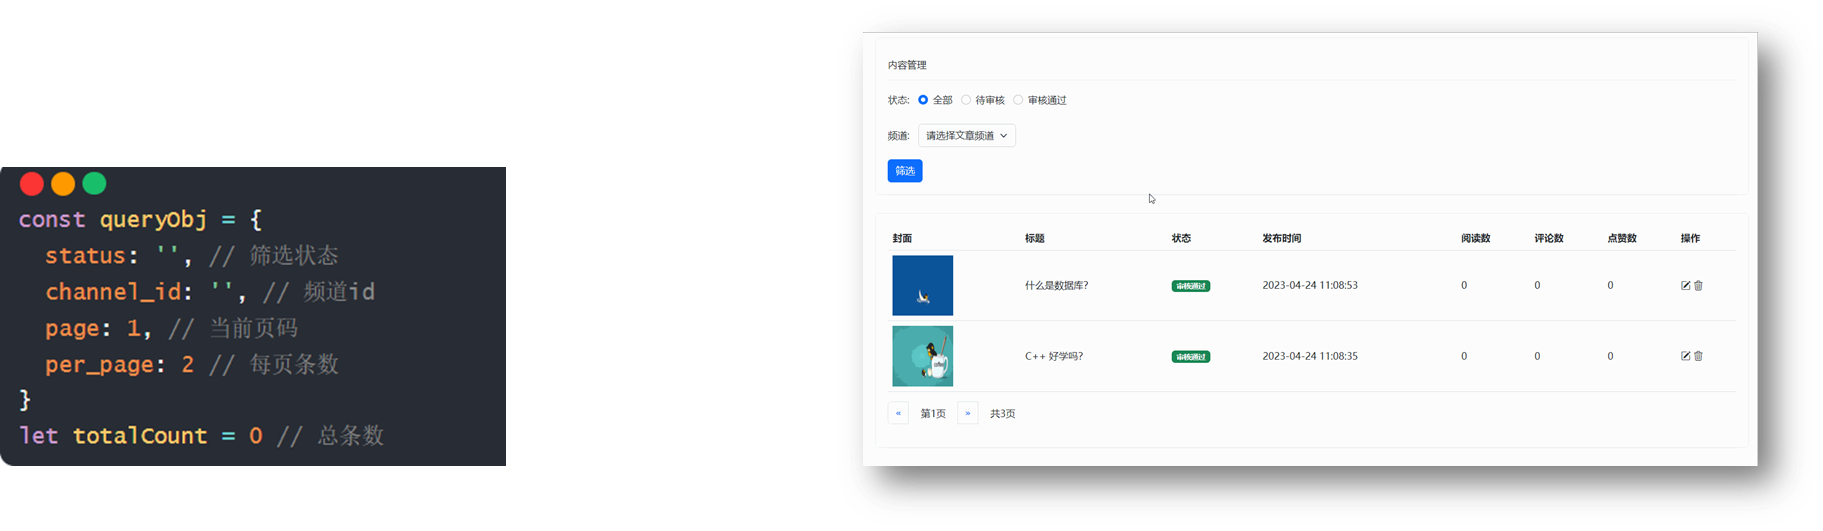 const queryObj = {
status: '', // 筛选状态
channel_id: '', // 频道id
page: 1, // 当前页码
per_page: 2 // 每页条数
}
let totalCount = 0 // 总条数
内容管理
状态: 全部 待审核 审核通过
频道: 请选择文章频道
筛选
封面 标题 状态 发布时间 阅读数 评论数 点赞数 操作
什么是数据库? 审核通过 2023-04-24 11:08:53 0 0 0
C++ 好学吗? 审核通过 2023-04-24 11:08:35 0 0 0
« 第1页 » 共3页